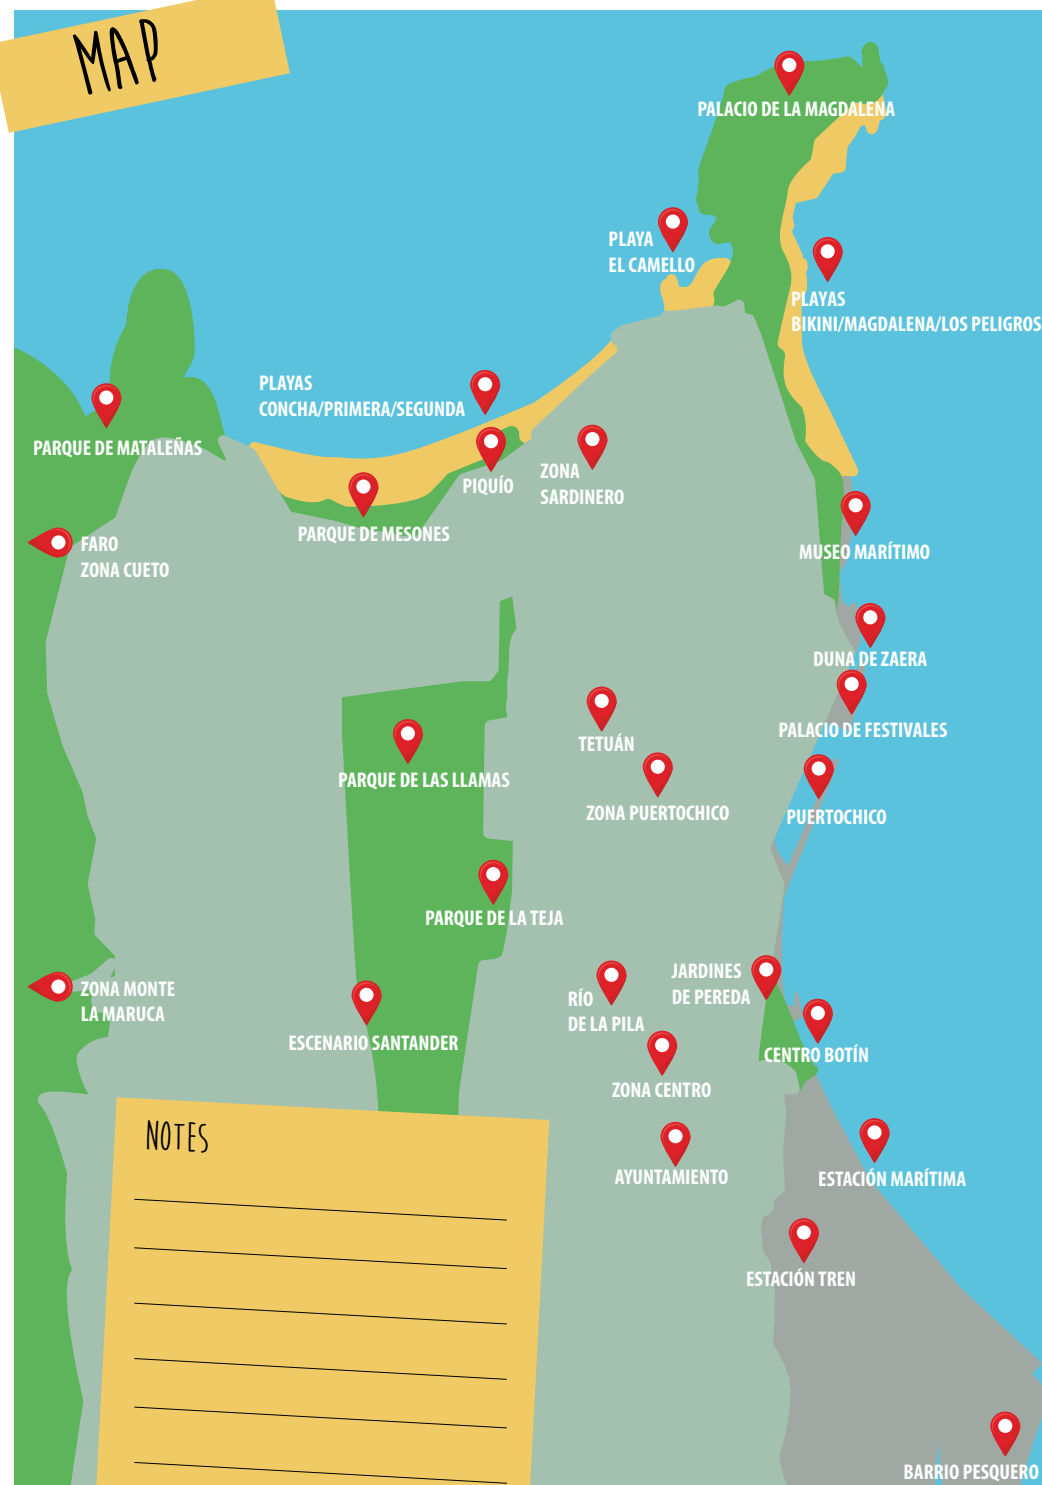 MAP
PALACIO DE LA MAGDALENA
PLAYA
EL CAMELLO
PLAYAS
BIKINI/MAGDALENA/LOS PELIGROS
PLAYAS
CONCHA/PRIMERA/SEGUNDA
PARQUE DE MATALEÑAS
PIQUÍO
ZONA
SARDINERO
PARQUE DE MESONES
FARO
ZONA CUETO
MUSEO MARÍTIMO
DUNA DE ZAERA
PALACIO DE FESTIVALES
TETUÁN
PARQUE DE LAS LLAMAS
ZONA PUERTOCHICO
PUERTOCHICO
PARQUE DE LA TEJA
JARDINES
DE PEREDA
ZONA MONTE
LA MARUCA
RÍO
DE LA PILA
ESCENARIO SANTANDER
CENTRO BOTÍN
ZONA CENTRO
NOTES
AYUNTAMIENTO
ESTACIÓN MARÍTIMA
ESTACIÓN TREN
BARRIO PESQUERO